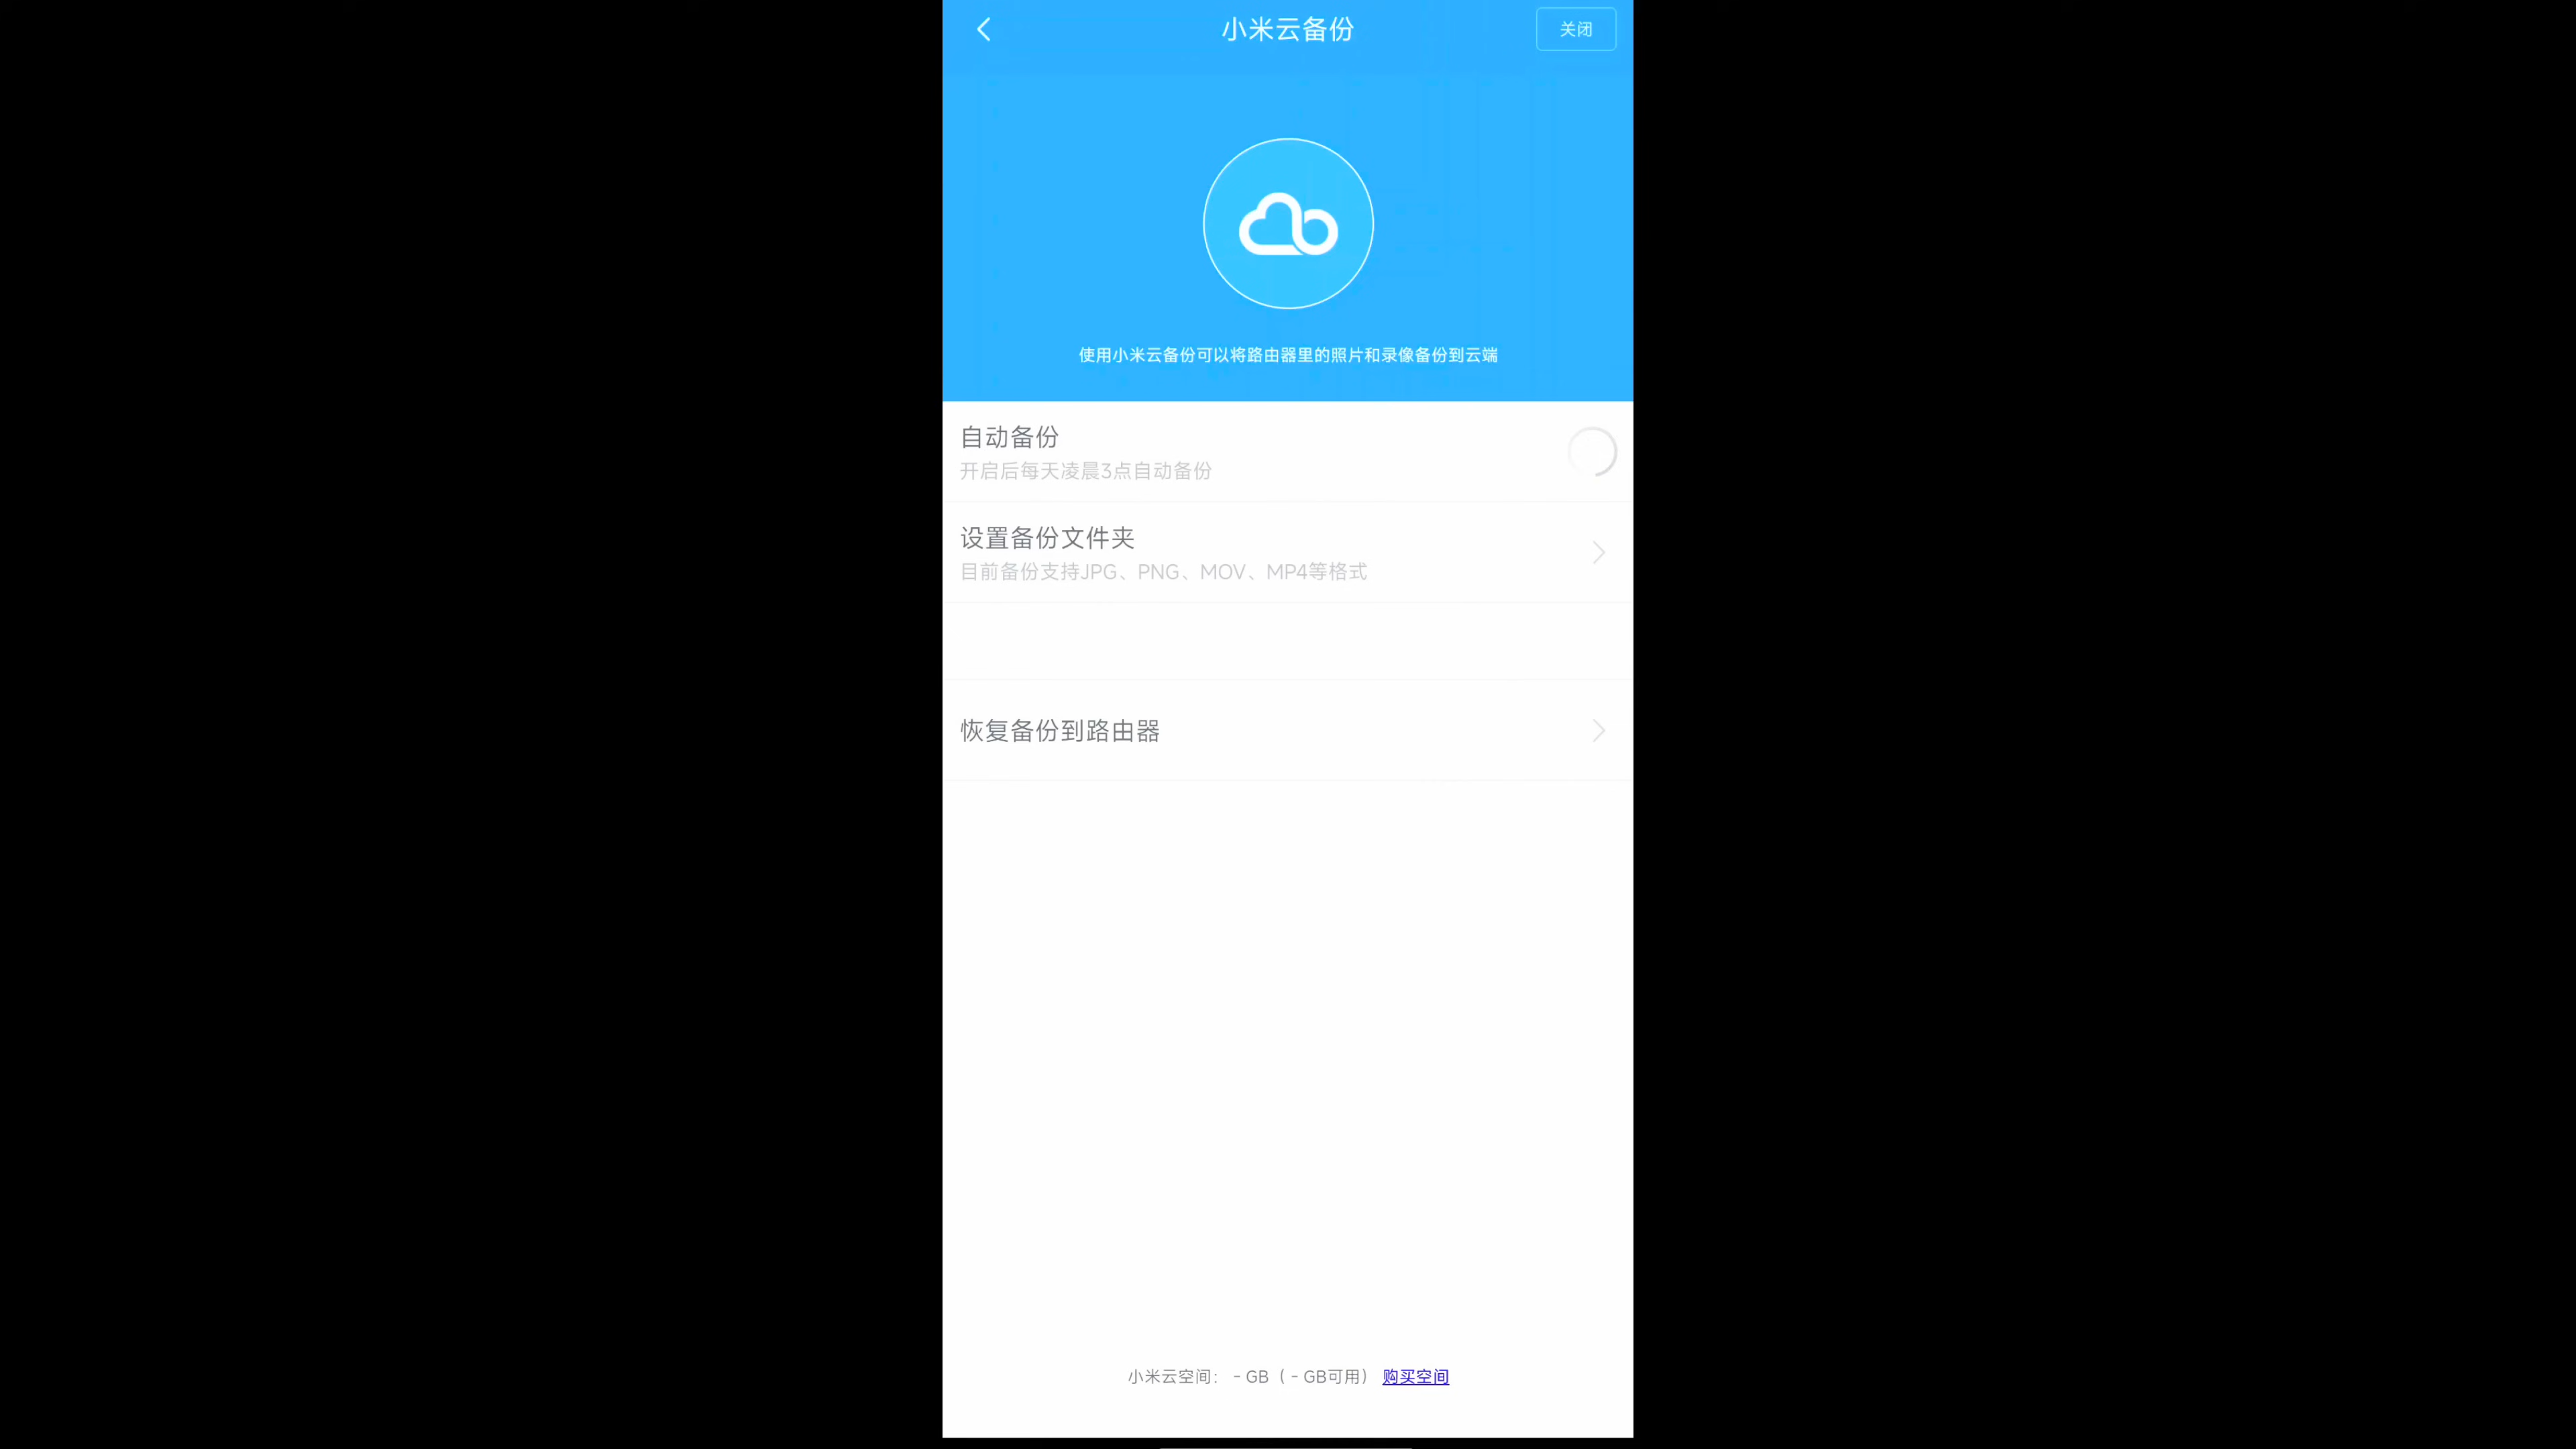 小米云备份
关闭
使用小米云备份可以将路由器里的照片和录像备份到云端
自动备份
开启后每天凌晨3点自动备份
设置备份文件夹
目前备份支持JPG、PNG、MOV、MP4等格式
恢复备份到路由器
小米云空间： - GB（ - GB可用） 购买空间